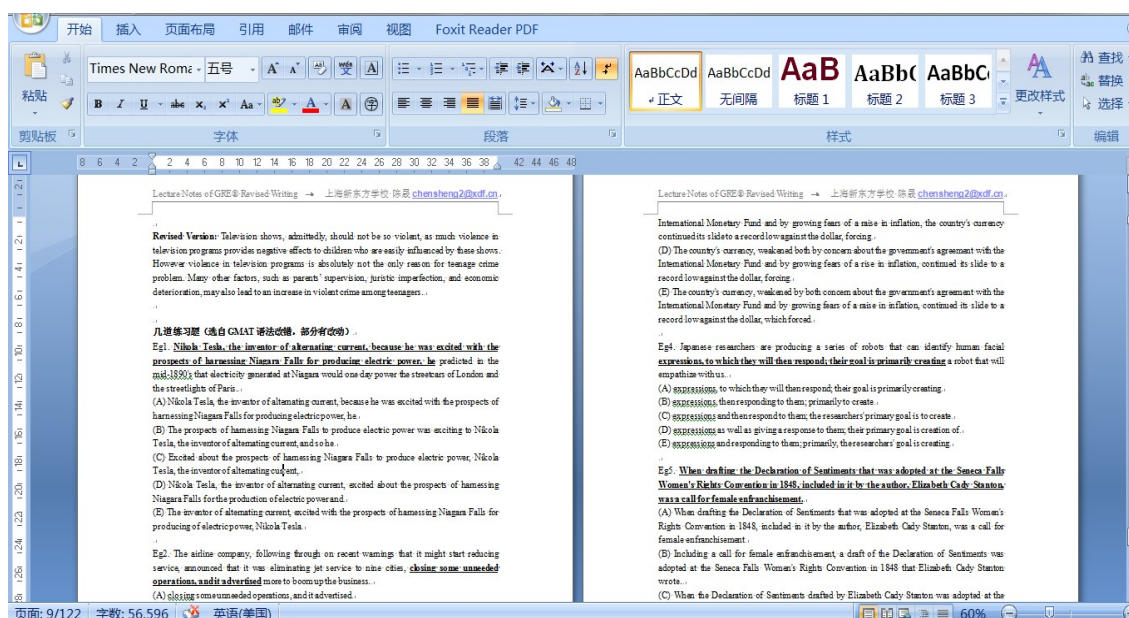 开始 插入 页面布局 引用 邮件 审阅 视图 Foxit Reader PDF
粘贴
Times New Roma 五号
AaBbCcDd AaBbCcDd AaB AaBb( AaBbC
正文 无间隔 标题 1 标题 2 标题 3
更改样式
查找
替换
选择
剪贴板 字体 段落 样式 编辑
8 6 4 2 2 4 6 8 10 12 14 16 18 20 22 24 26 28 30 32 34 36 38 42 44 46 48
Lecture Notes of GRE® Revised Writing → 上海新东方学校·陈晟 chensheng2@xdf.cn
Revised Version: Television shows, admittedly, should not be so violent, as much violence in
television programs provides negative effects to children who are easily influenced by these shows.
However violence in television programs is absolutely not the only reason for teenage crime
problem. Many other factors, such as parents' supervision, juristic imperfection, and economic
deterioration, may also lead to an increase in violent crime among teenagers.
几道练习题（选自 GMAT 语法改错，部分有改动）
Eg1. Nikola Tesla, the inventor of alternating current, because he was excited with the
prospects of harnessing Niagara Falls for producing electric power, he predicted in the
mid-1890's that electricity generated at Niagara would one day power the streetcars of London and
the streetlights of Paris.
(A) Nikola Tesla, the inventor of alternating current, because he was excited with the prospects of
harnessing Niagara Falls for producing electric power, he
(B) The prospects of harnessing Niagara Falls to produce electric power was exciting to Nikola
Tesla, the inventor of alternating current, and so he
(C) Excited about the prospects of harnessing Niagara Falls to produce electric power, Nikola
Tesla, the inventor of alternating current,
(D) Nikola Tesla, the inventor of alternating current, excited about the prospects of harnessing
Niagara Falls for the production of electric power and
(E) The inventor of alternating current, excited with the prospects of harnessing Niagara Falls for
producing of electric power, Nikola Tesla
Eg2. The airline company, following through on recent warnings that it might start reducing
service, announced that it was eliminating jet service to nine cities, closing some unneeded
operations, and it advertised more to boom up the business.
(A) closing some unneeded operations, and it advertised
Lecture Notes of GRE® Revised Writing → 上海新东方学校·陈晟 chensheng2@xdf.cn
International Monetary Fund and by growing fears of a raise in inflation, the country's currency
continued its slide to a record low against the dollar, forcing
(D) The country's currency, weakened both by concern about the government's agreement with the
International Monetary Fund and by growing fears of a rise in inflation, continued its slide to a
record low against the dollar, forcing
(E) The country's currency, weakened by both concern about the government's agreement with the
International Monetary Fund and by growing fears of a raise in inflation, continued its slide to a
record low against the dollar, which forced
Eg4. Japanese researchers are producing a series of robots that can identify human facial
expressions, to which they will then respond; their goal is primarily creating a robot that will
empathize with us.
(A) expressions, to which they will then respond; their goal is primarily creating
(B) expressions, then responding to them; primarily to create
(C) expressions and then respond to them; the researchers' primary goal is to create
(D) expressions as well as giving a response to them; their primary goal is creation of
(E) expressions and responding to them; primarily, the researchers' goal is creating
Eg5. When drafting the Declaration of Sentiments that was adopted at the Seneca Falls
Women's Rights Convention in 1848, included in it by the author, Elizabeth Cady Stanton,
was a call for female enfranchisement.
(A) When drafting the Declaration of Sentiments that was adopted at the Seneca Falls Women's
Rights Convention in 1848, included in it by the author, Elizabeth Cady Stanton, was a call for
female enfranchisement
(B) Including a call for female enfranchisement, a draft of the Declaration of Sentiments was
adopted at the Seneca Falls Women's Rights Convention in 1848 that Elizabeth Cady Stanton
wrote.
(C) When the Declaration of Sentiments drafted by Elizabeth Cady Stanton was adopted at the
页面: 9/122 字数: 56,596 英语(美国) 60%